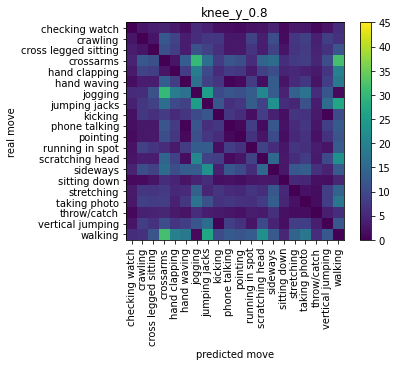 knee_y_0.8
real move
checking watch
crawling
cross legged sitting
crossarms
hand clapping
hand waving
jogging
jumping jacks
kicking
phone talking
pointing
running in spot
scratching head
sideways
sitting down
stretching
taking photo
throw/catch
vertical jumping
walking
45
40
35
30
25
20
15
10
5
0
checking watch
crawling
cross legged sitting
crossarms
hand clapping
hand waving
jogging
jumping jacks
kicking
phone talking
pointing
running in spot
scratching head
sideways
sitting down
stretching
taking photo
throw/catch
vertical jumping
walking
predicted move